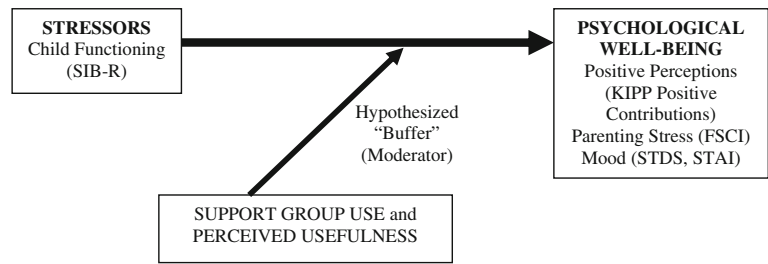 STRESSORS
Child Functioning
(SIB-R)
PSYCHOLOGICAL
WELL-BEING
Positive Perceptions
(KIPP Positive
Contributions)
Parenting Stress (FSCI)
Mood (STDS, STAI)
Hypothesized
“Buffer”
(Moderator)
SUPPORT GROUP USE and
PERCEIVED USEFULNESS